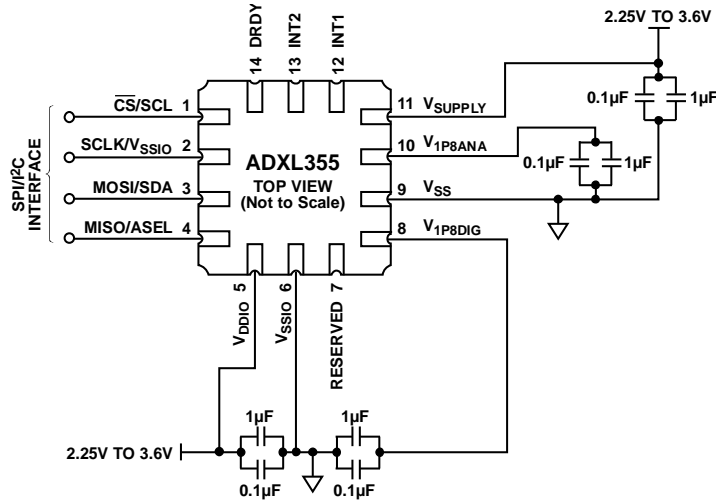 2.25V TO 3.6V
14 DRDY
13 INT2
12 INT1
CS/SCL 1
11 VSUPPLY
0.1µF
1µF
SCLK/VSSIO 2
10 V1P8ANA
ADXL355
TOP VIEW
(Not to Scale)
0.1µF
1µF
SPI/I2C
INTERFACE
MOSI/SDA 3
9 VSS
MISO/ASEL 4
8 V1P8DIG
VDDIO 5
VSSIO 6
RESERVED 7
1µF
1µF
2.25V TO 3.6V
0.1µF
0.1µF